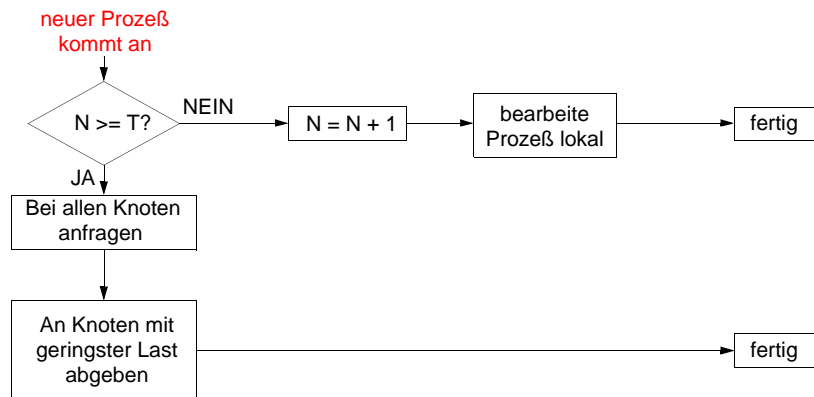 neuer Prozeß
kommt an
N >= T?
NEIN
N = N + 1
bearbeite
Prozeß lokal
fertig
JA
Bei allen Knoten
anfragen
An Knoten mit
geringster Last
abgeben
fertig